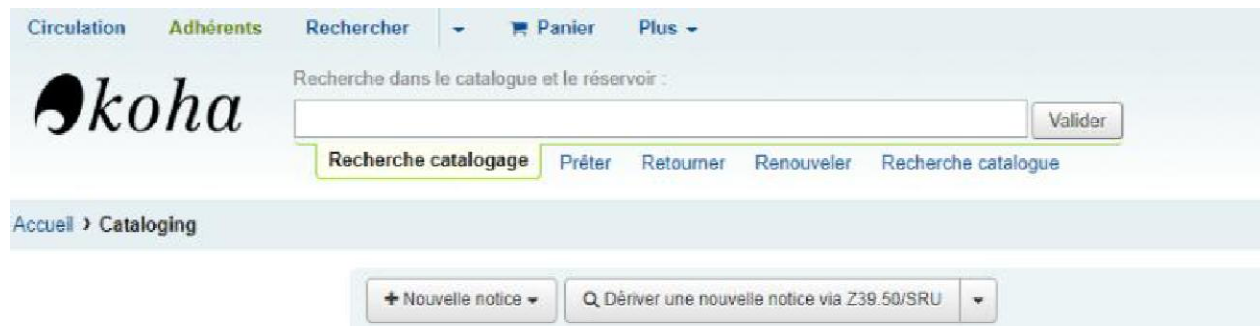 Circulation Adhérents Rechercher Panier Plus
koha
Recherche dans le catalogue et le réservoir :
Valider
Recherche catalogage Prêter Retourner Renouveler Recherche catalogue
Accueil › Cataloging
+ Nouvelle notice Dériver une nouvelle notice via Z39.50/SRU